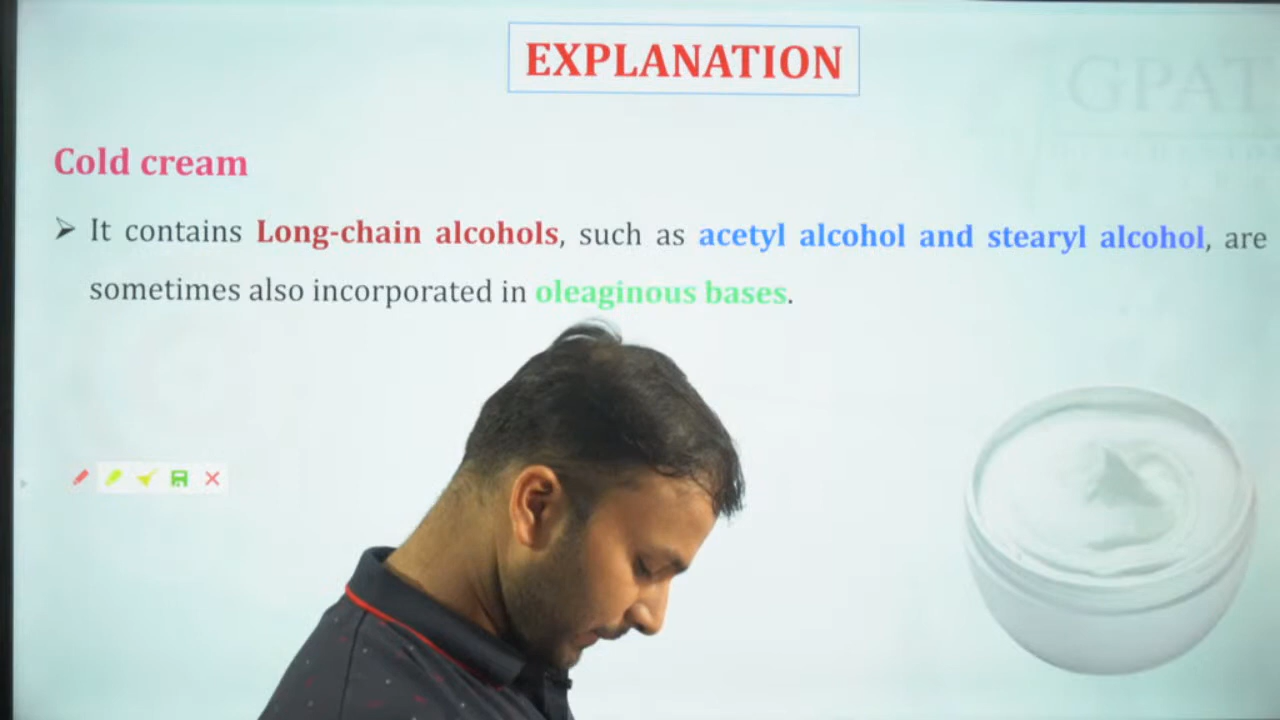 EXPLANATION
GPAT
Cold cream
➤ It contains Long-chain alcohols, such as acetyl alcohol and stearyl alcohol, are
sometimes also incorporated in oleaginous bases.